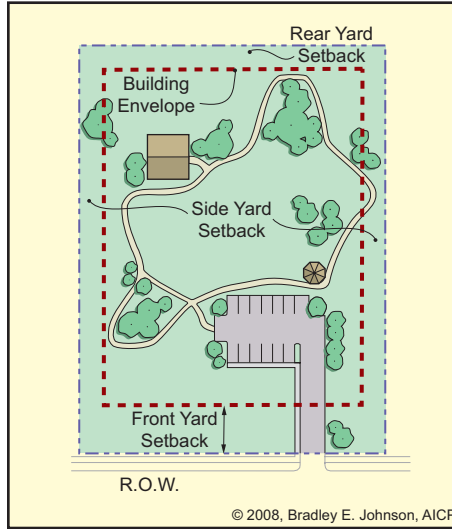 Rear Yard
Setback
Building
Envelope
Side Yard
Setback
Front Yard
Setback
R.O.W.
© 2008, Bradley E. Johnson, AICP